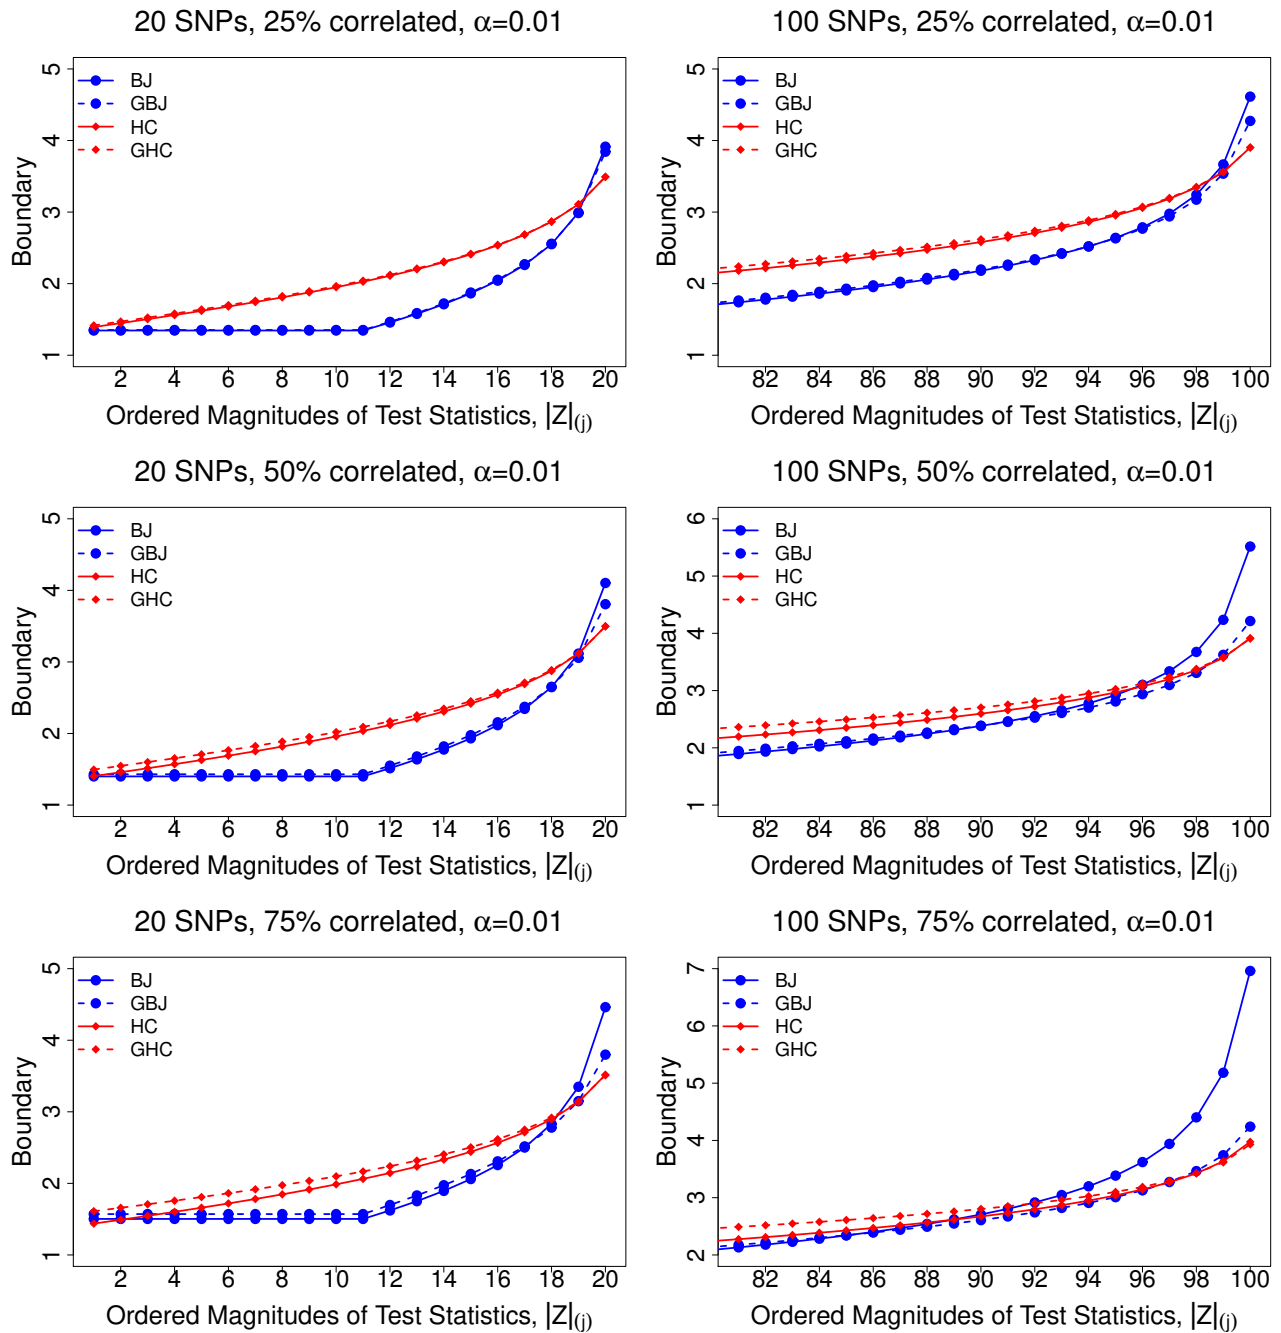 20 SNPs, 25% correlated, α=0.01
5
4
3
2
1
Boundary
BJ
GBJ
HC
GHC
2 4 6 8 10 12 14 16 18 20
Ordered Magnitudes of Test Statistics, |Z|(j)
100 SNPs, 25% correlated, α=0.01
5
4
3
2
1
Boundary
BJ
GBJ
HC
GHC
82 84 86 88 90 92 94 96 98 100
Ordered Magnitudes of Test Statistics, |Z|(j)
20 SNPs, 50% correlated, α=0.01
5
4
3
2
1
Boundary
BJ
GBJ
HC
GHC
2 4 6 8 10 12 14 16 18 20
Ordered Magnitudes of Test Statistics, |Z|(j)
100 SNPs, 50% correlated, α=0.01
6
5
4
3
2
1
Boundary
BJ
GBJ
HC
GHC
82 84 86 88 90 92 94 96 98 100
Ordered Magnitudes of Test Statistics, |Z|(j)
20 SNPs, 75% correlated, α=0.01
5
4
3
2
1
Boundary
BJ
GBJ
HC
GHC
2 4 6 8 10 12 14 16 18 20
Ordered Magnitudes of Test Statistics, |Z|(j)
100 SNPs, 75% correlated, α=0.01
7
6
5
4
3
2
Boundary
BJ
GBJ
HC
GHC
82 84 86 88 90 92 94 96 98 100
Ordered Magnitudes of Test Statistics, |Z|(j)